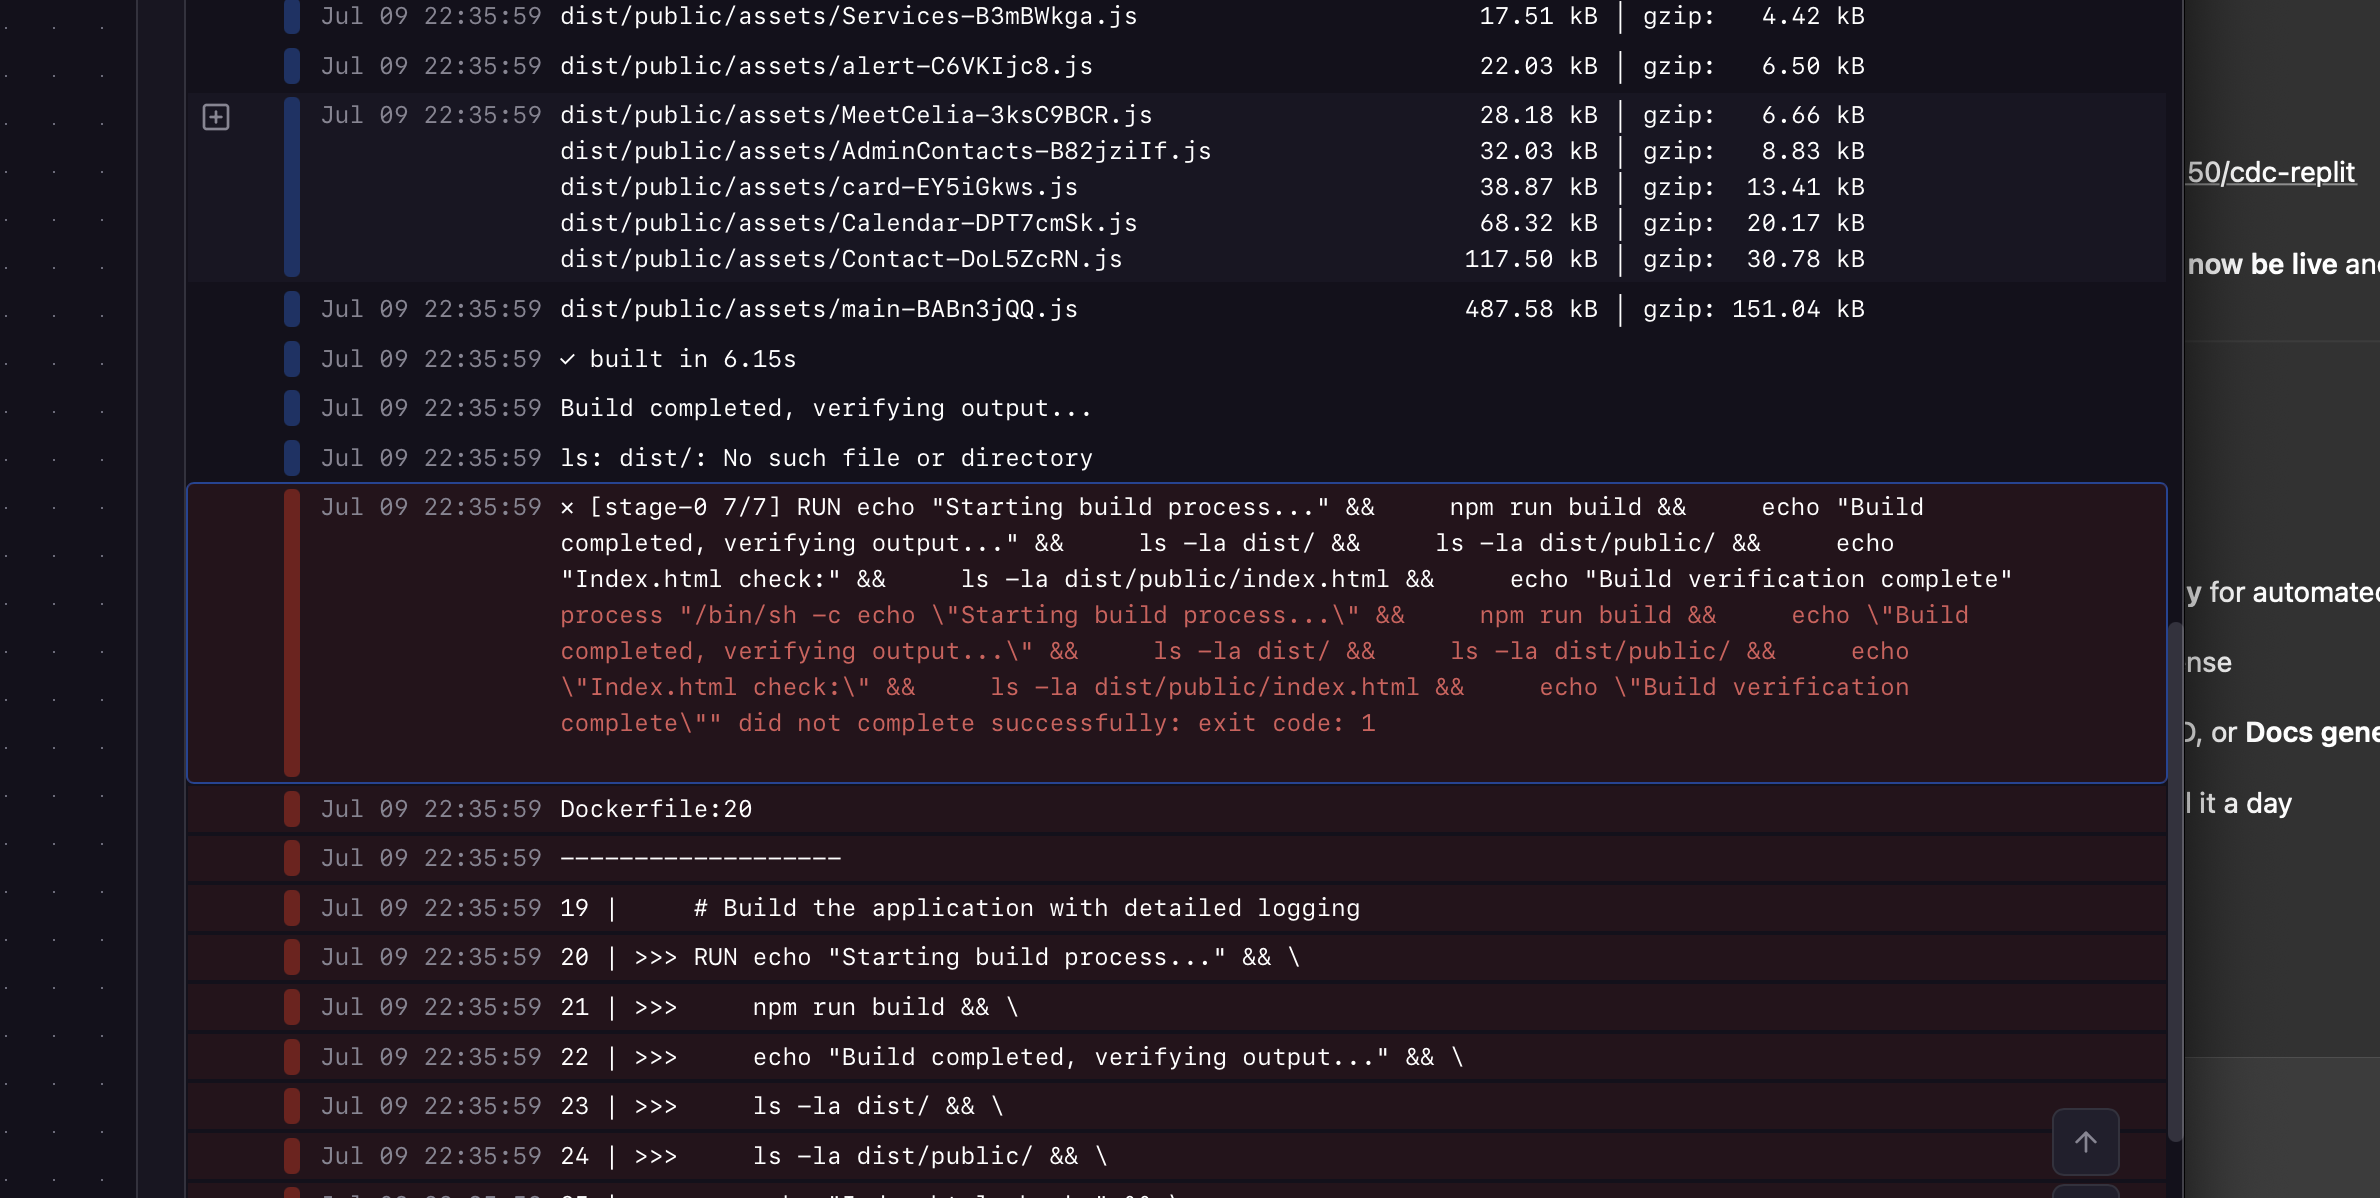 Jul 09 22:35:59 dist/public/assets/Services-B3mBWkga.js 17.51 kB │ gzip: 4.42 kB
Jul 09 22:35:59 dist/public/assets/alert-C6VKIjc8.js 22.03 kB │ gzip: 6.50 kB
Jul 09 22:35:59 dist/public/assets/MeetCelia-3ksC9BCR.js 28.18 kB │ gzip: 6.66 kB
dist/public/assets/AdminContacts-B82jziIf.js 32.03 kB │ gzip: 8.83 kB
dist/public/assets/card-EY5iGkws.js 38.87 kB │ gzip: 13.41 kB
dist/public/assets/Calendar-DPT7cmSk.js 68.32 kB │ gzip: 20.17 kB
dist/public/assets/Contact-DoL5ZcRN.js 117.50 kB │ gzip: 30.78 kB
Jul 09 22:35:59 dist/public/assets/main-BABn3jQQ.js 487.58 kB │ gzip: 151.04 kB
Jul 09 22:35:59 ✓ built in 6.15s
Jul 09 22:35:59 Build completed, verifying output...
Jul 09 22:35:59 ls: dist/: No such file or directory
Jul 09 22:35:59 × [stage-0 7/7] RUN echo "Starting build process..." && npm run build && echo "Build
completed, verifying output..." && ls -la dist/ && ls -la dist/public/ && echo
"Index.html check:" && ls -la dist/public/index.html && echo "Build verification complete"
process "/bin/sh -c echo \"Starting build process...\" && npm run build && echo \"Build
completed, verifying output...\" && ls -la dist/ && ls -la dist/public/ && echo
\"Index.html check:\" && ls -la dist/public/index.html && echo \"Build verification
complete\"" did not complete successfully: exit code: 1
Jul 09 22:35:59 Dockerfile:20
Jul 09 22:35:59 -------------------
Jul 09 22:35:59 19 | # Build the application with detailed logging
Jul 09 22:35:59 20 | >>> RUN echo "Starting build process..." && \
Jul 09 22:35:59 21 | >>> npm run build && \
Jul 09 22:35:59 22 | >>> echo "Build completed, verifying output..." && \
Jul 09 22:35:59 23 | >>> ls -la dist/ && \
Jul 09 22:35:59 24 | >>> ls -la dist/public/ && \
50/cdc-replit
now be live and
y for automated
nse
, or Docs gene
it a day